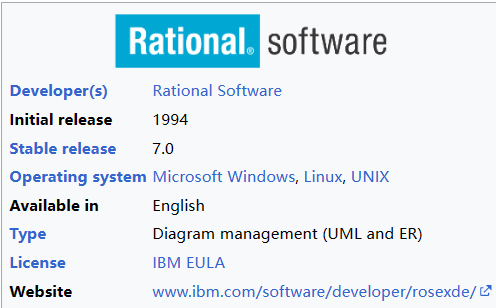 Rational® software
Developer(s) Rational Software
Initial release 1994
Stable release 7.0
Operating system Microsoft Windows, Linux, UNIX
Available in English
Type Diagram management (UML and ER)
License IBM EULA
Website www.ibm.com/software/developer/rosexde/